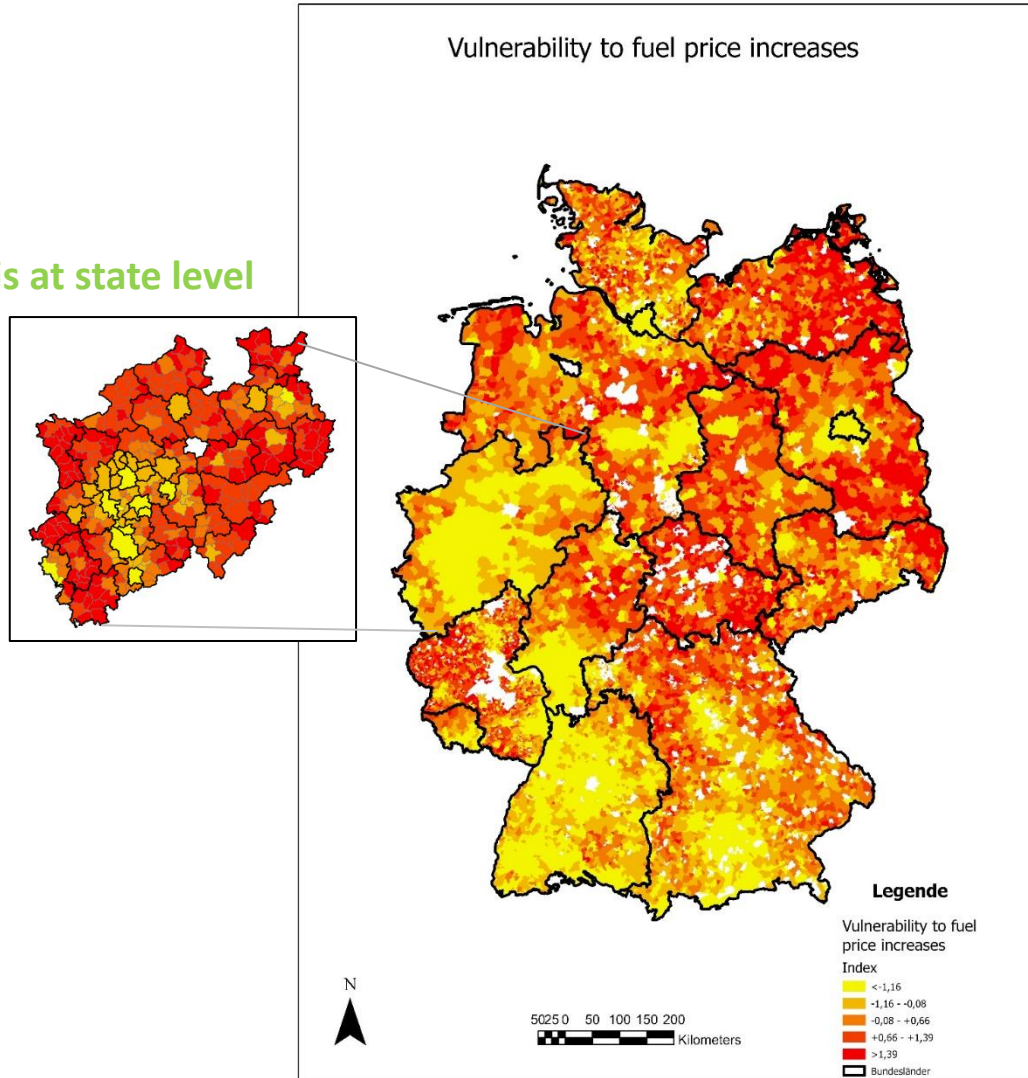 Vulnerability to fuel price increases
s at state level
Legende
Vulnerability to fuel
price increases
Index
<-1,16
-1,16 - -0,08
-0,08 - +0,66
+0,66 - +1,39
>1,39
Bundesländer
N
5025 0 50 100 150 200
Kilometers